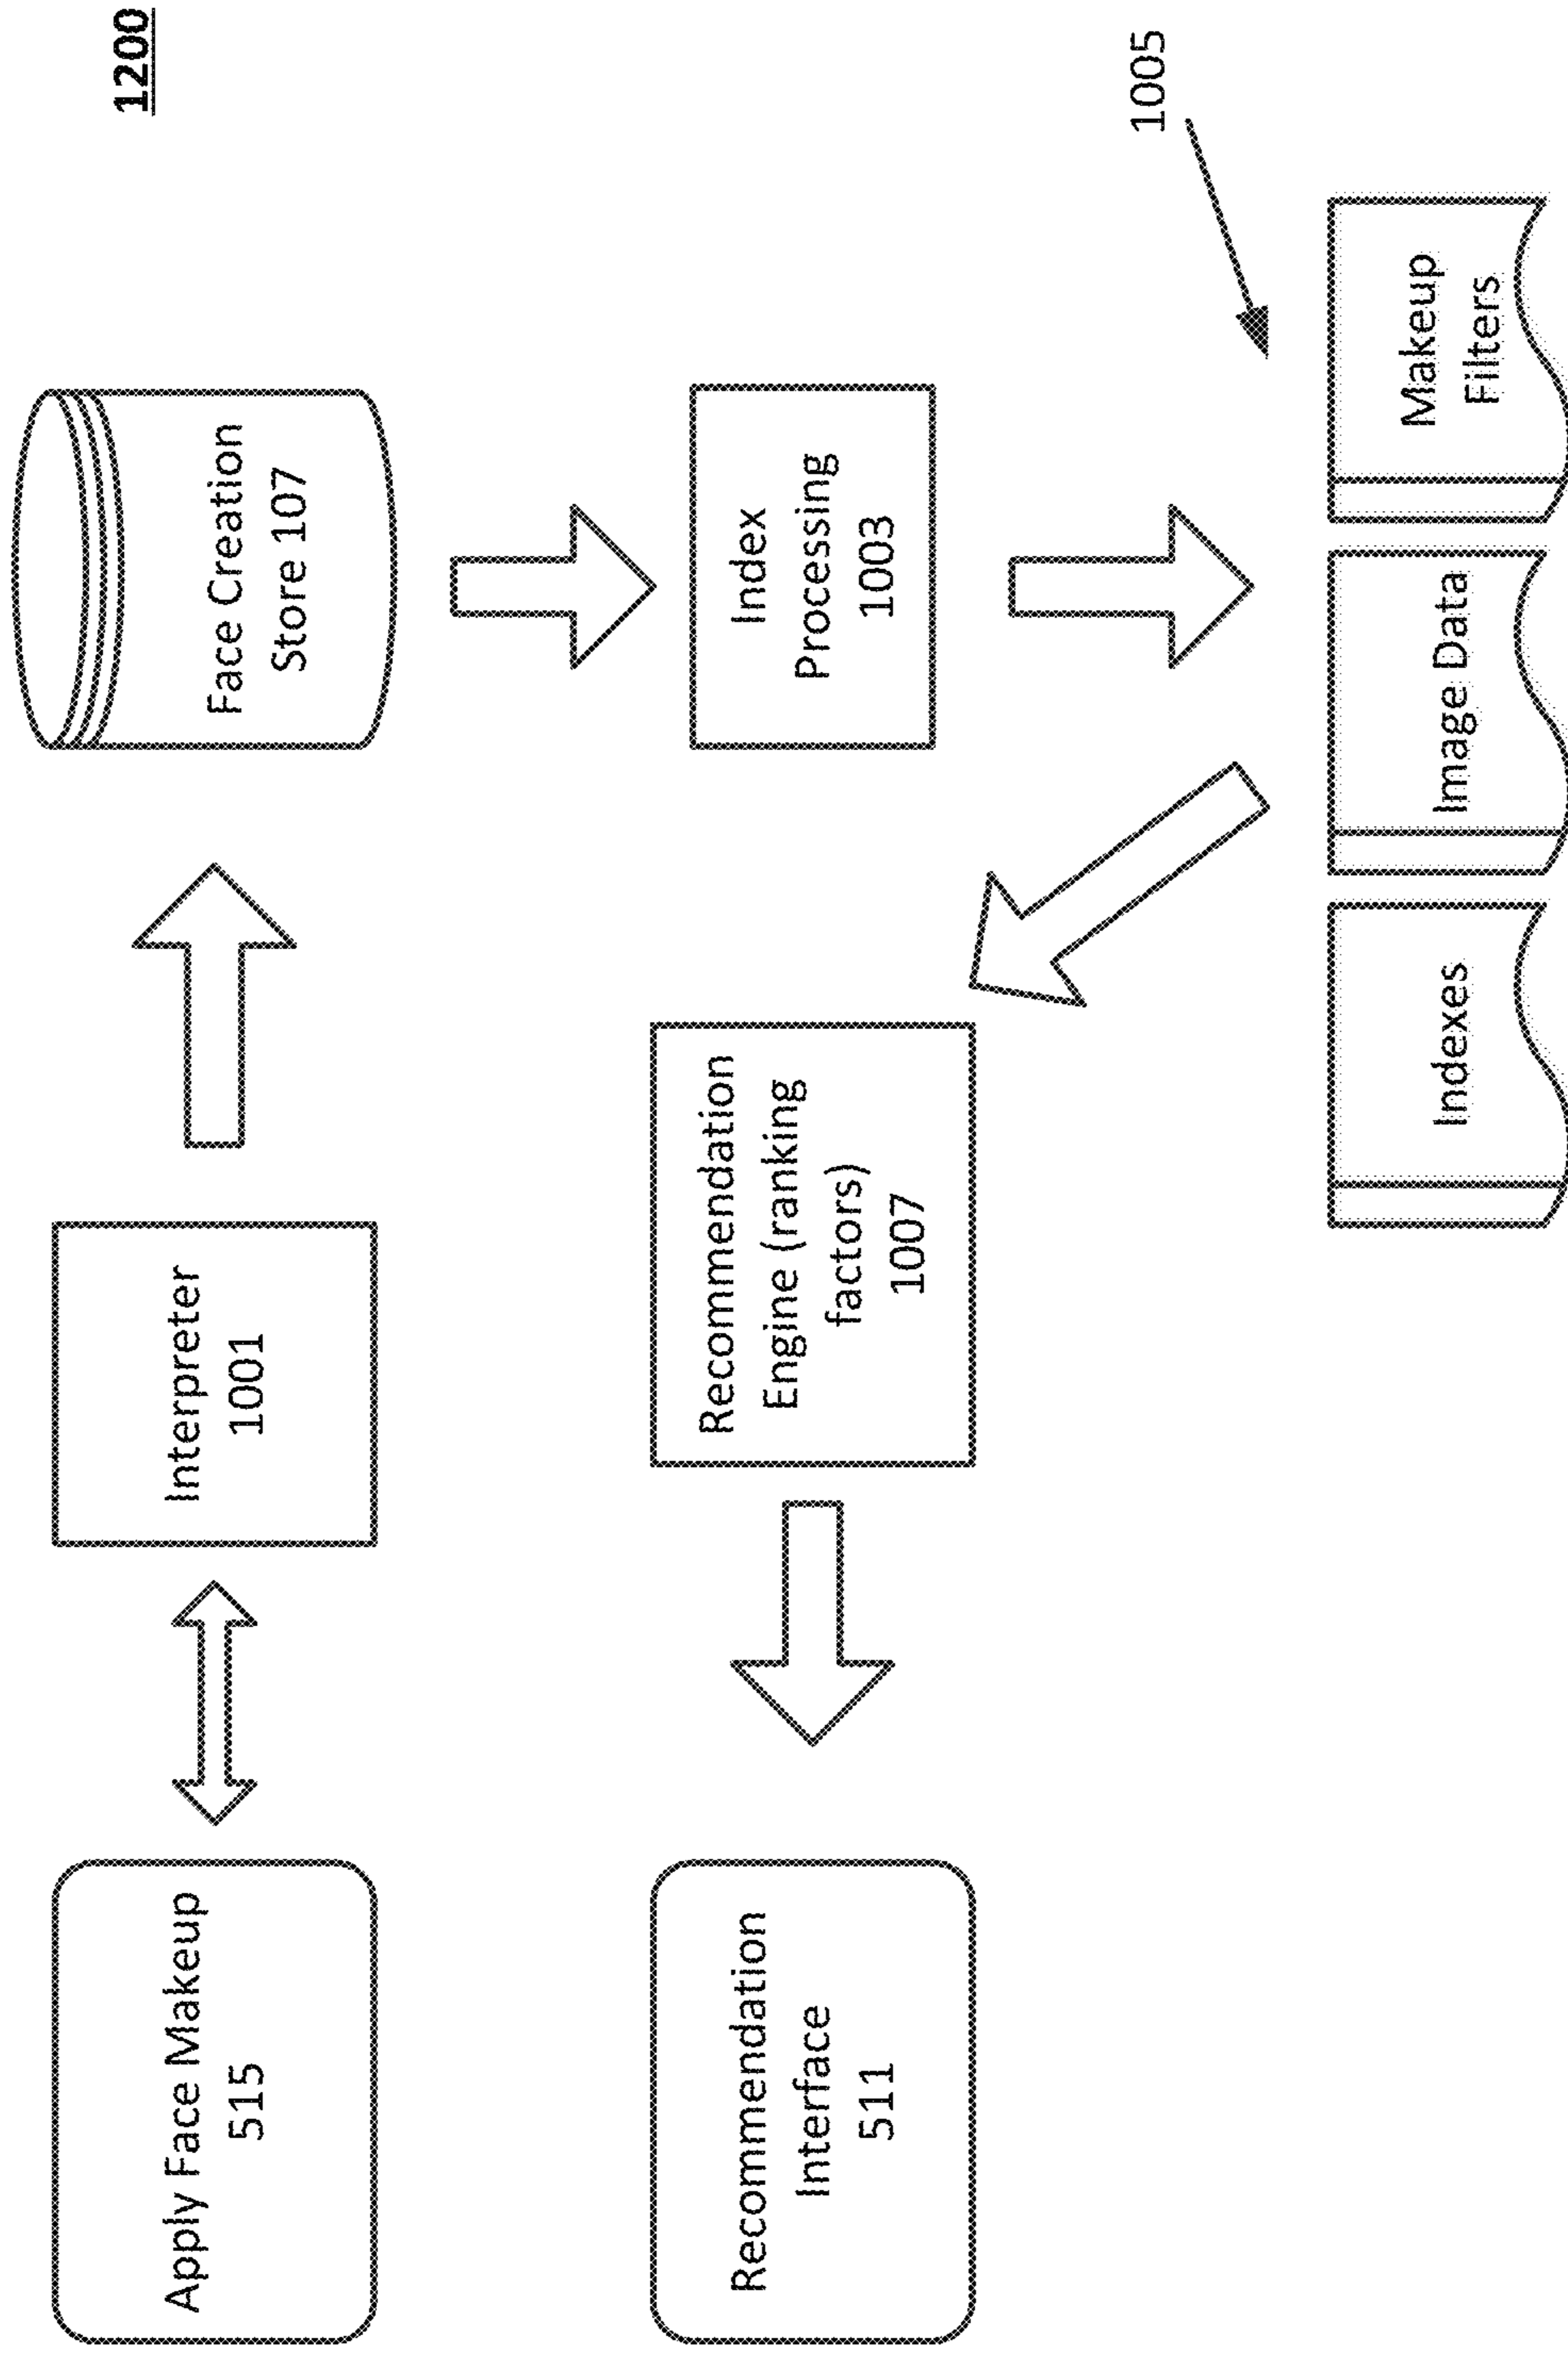 1200
Apply Face Makeup
515
Interpreter
1001
Face Creation
Store 107
Recommendation
Interface
511
Recommendation
Engine (ranking
factors)
1007
Index
Processing
1003
1005
Indexes
Image Data
Makeup
Filters